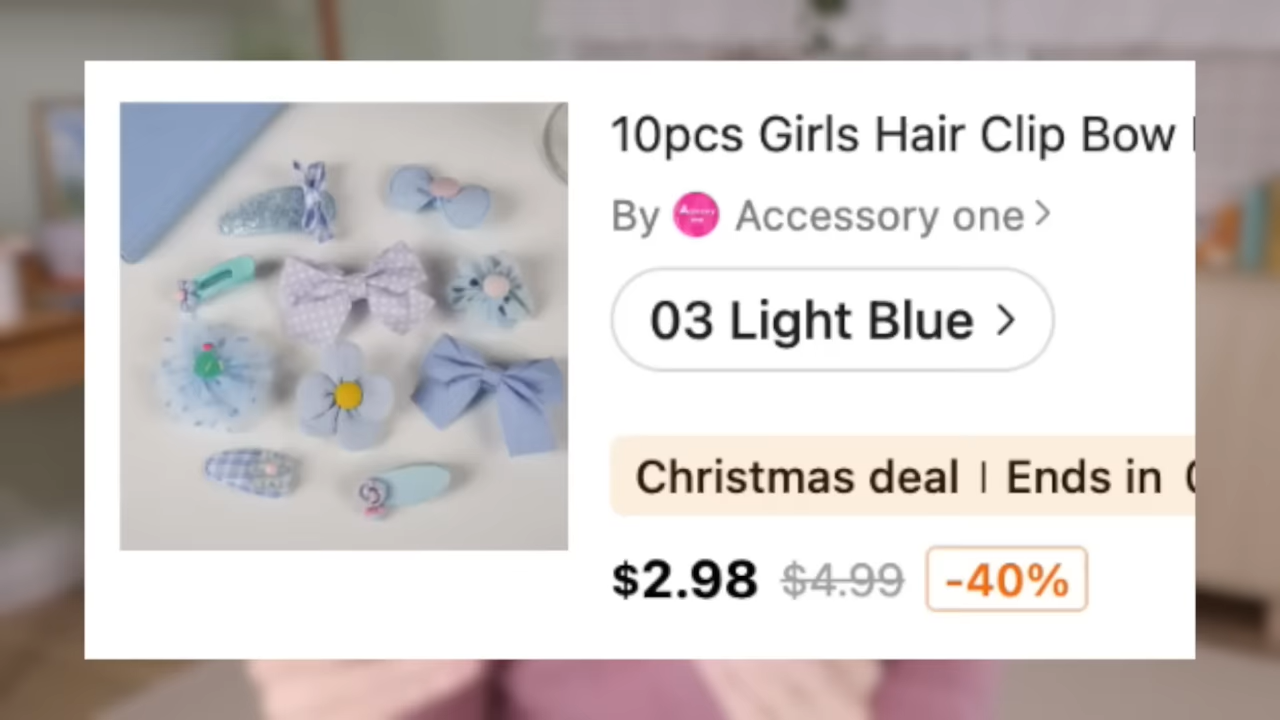 10pcs Girls Hair Clip Bow
By Accessory one >
03 Light Blue >
Christmas deal | Ends in
$2.98 $4.99 -40%